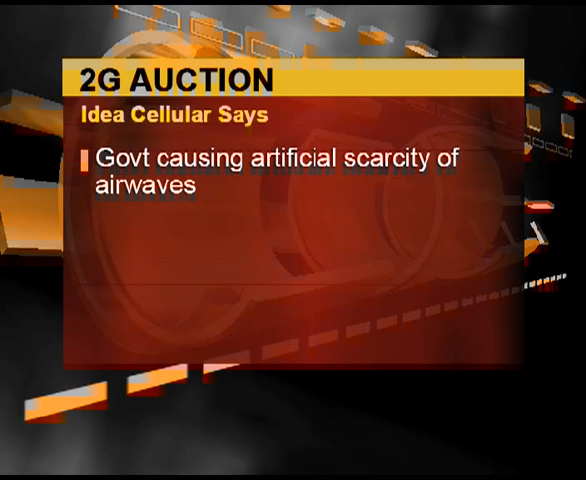 2G AUCTION
Idea Cellular Says
Govt causing artificial scarcity of
airwaves